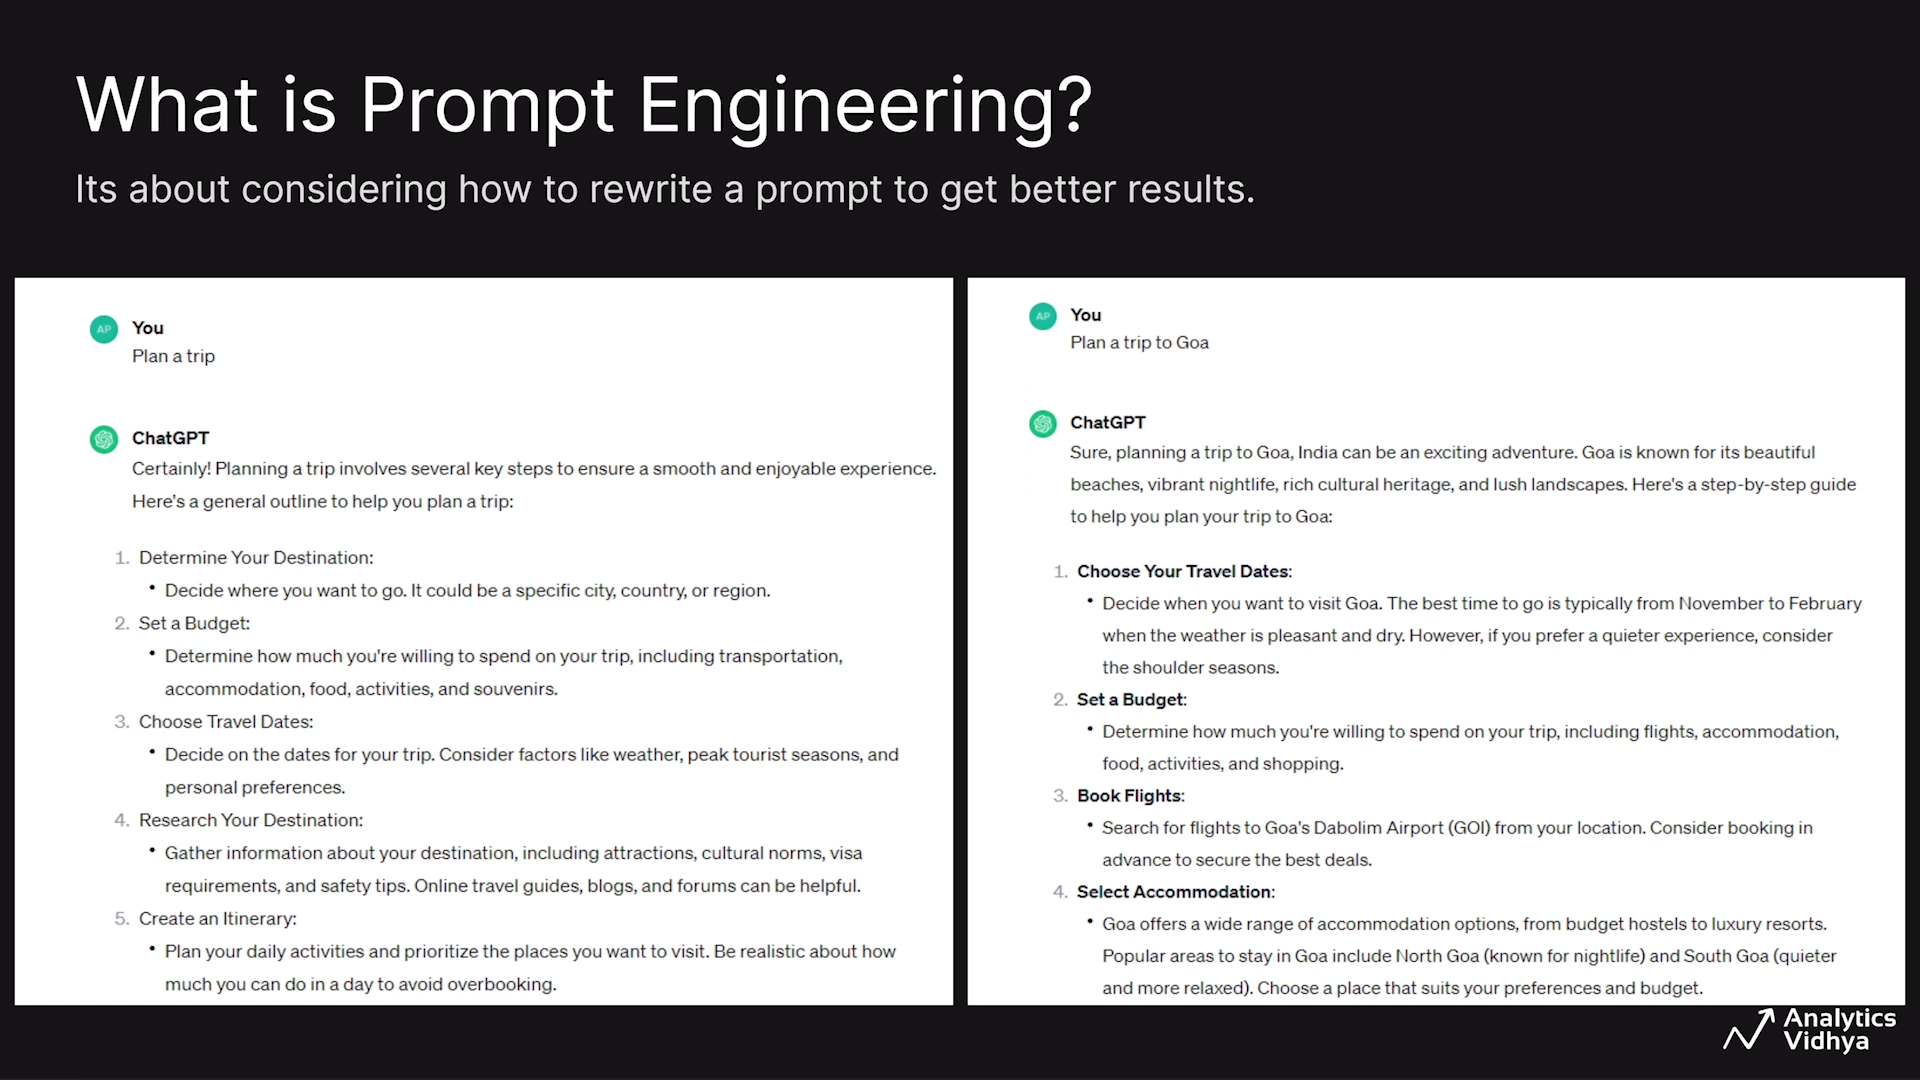 What is Prompt Engineering?
Its about considering how to rewrite a prompt to get better results.
AP
You
Plan a trip
ChatGPT
Certainly! Planning a trip involves several key steps to ensure a smooth and enjoyable experience.
Here's a general outline to help you plan a trip:
1. Determine Your Destination:
• Decide where you want to go. It could be a specific city, country, or region.
2. Set a Budget:
• Determine how much you're willing to spend on your trip, including transportation,
accommodation, food, activities, and souvenirs.
3. Choose Travel Dates:
• Decide on the dates for your trip. Consider factors like weather, peak tourist seasons, and
personal preferences.
4. Research Your Destination:
• Gather information about your destination, including attractions, cultural norms, visa
requirements, and safety tips. Online travel guides, blogs, and forums can be helpful.
5. Create an Itinerary:
• Plan your daily activities and prioritize the places you want to visit. Be realistic about how
much you can do in a day to avoid overbooking.
AP
You
Plan a trip to Goa
ChatGPT
Sure, planning a trip to Goa, India can be an exciting adventure. Goa is known for its beautiful
beaches, vibrant nightlife, rich cultural heritage, and lush landscapes. Here's a step-by-step guide
to help you plan your trip to Goa:
1. Choose Your Travel Dates:
• Decide when you want to visit Goa. The best time to go is typically from November to February
when the weather is pleasant and dry. However, if you prefer a quieter experience, consider
the shoulder seasons.
2. Set a Budget:
• Determine how much you're willing to spend on your trip, including flights, accommodation,
food, activities, and shopping.
3. Book Flights:
• Search for flights to Goa's Dabolim Airport (GOI) from your location. Consider booking in
advance to secure the best deals.
4. Select Accommodation:
• Goa offers a wide range of accommodation options, from budget hostels to luxury resorts.
Popular areas to stay in Goa include North Goa (known for nightlife) and South Goa (quieter
and more relaxed). Choose a place that suits your preferences and budget.
Analytics
Vidhya